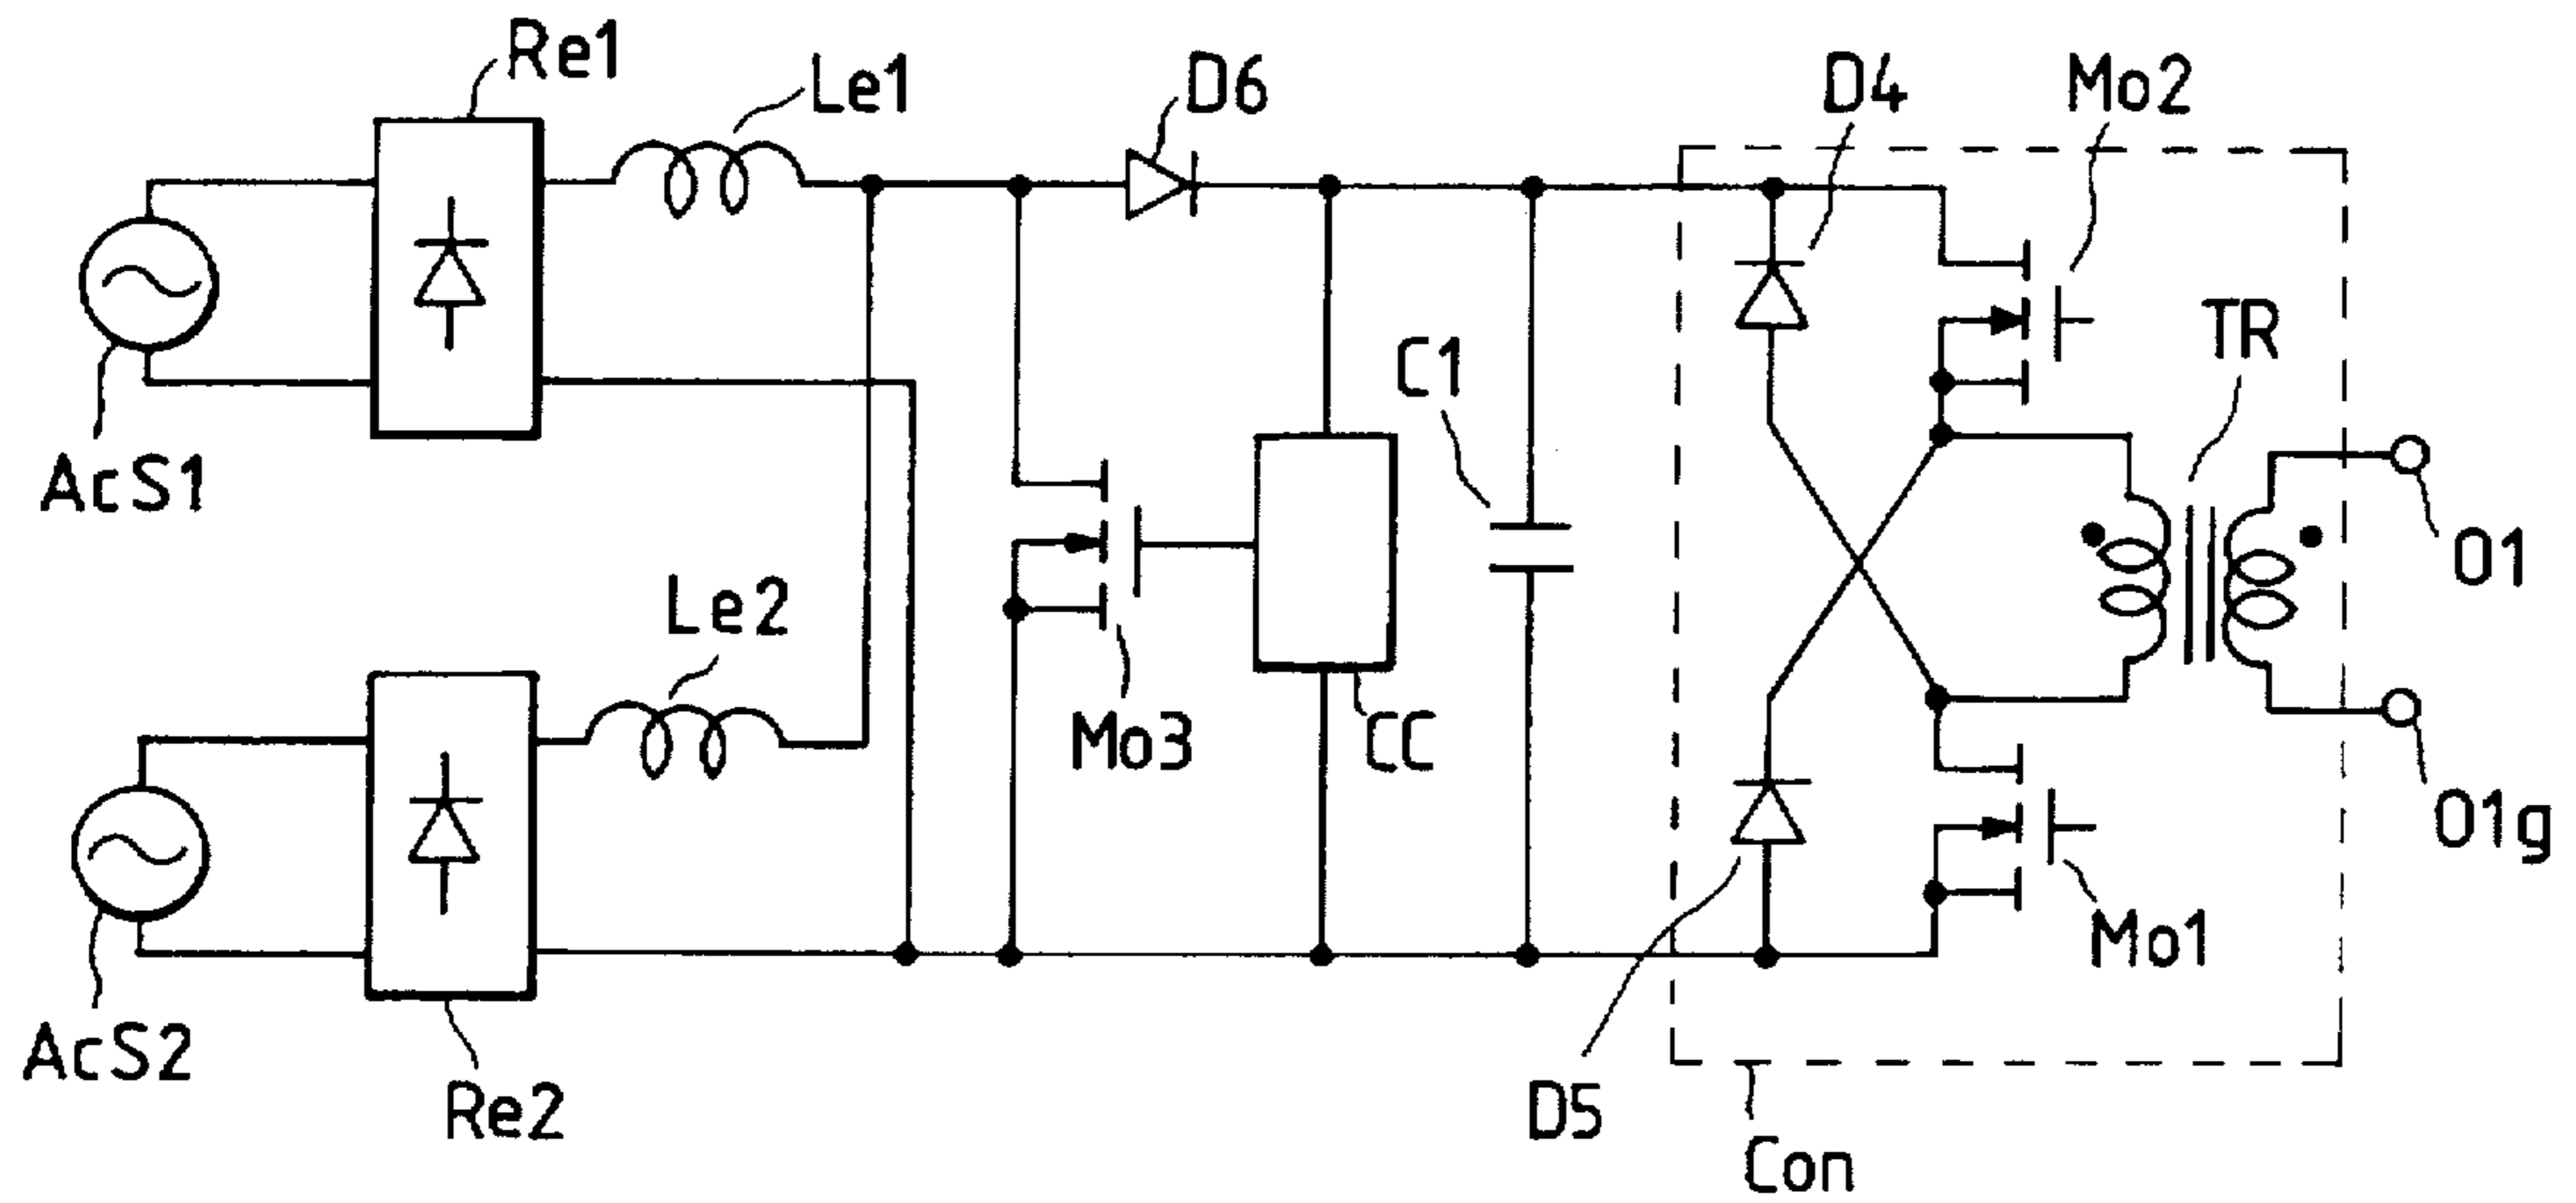 Re1
Le1
D6
D4
Mo2
TR
C1
AcS1
O1
Le2
Mo3
CC
O1g
Mo1
AcS2
Re2
D5
Con